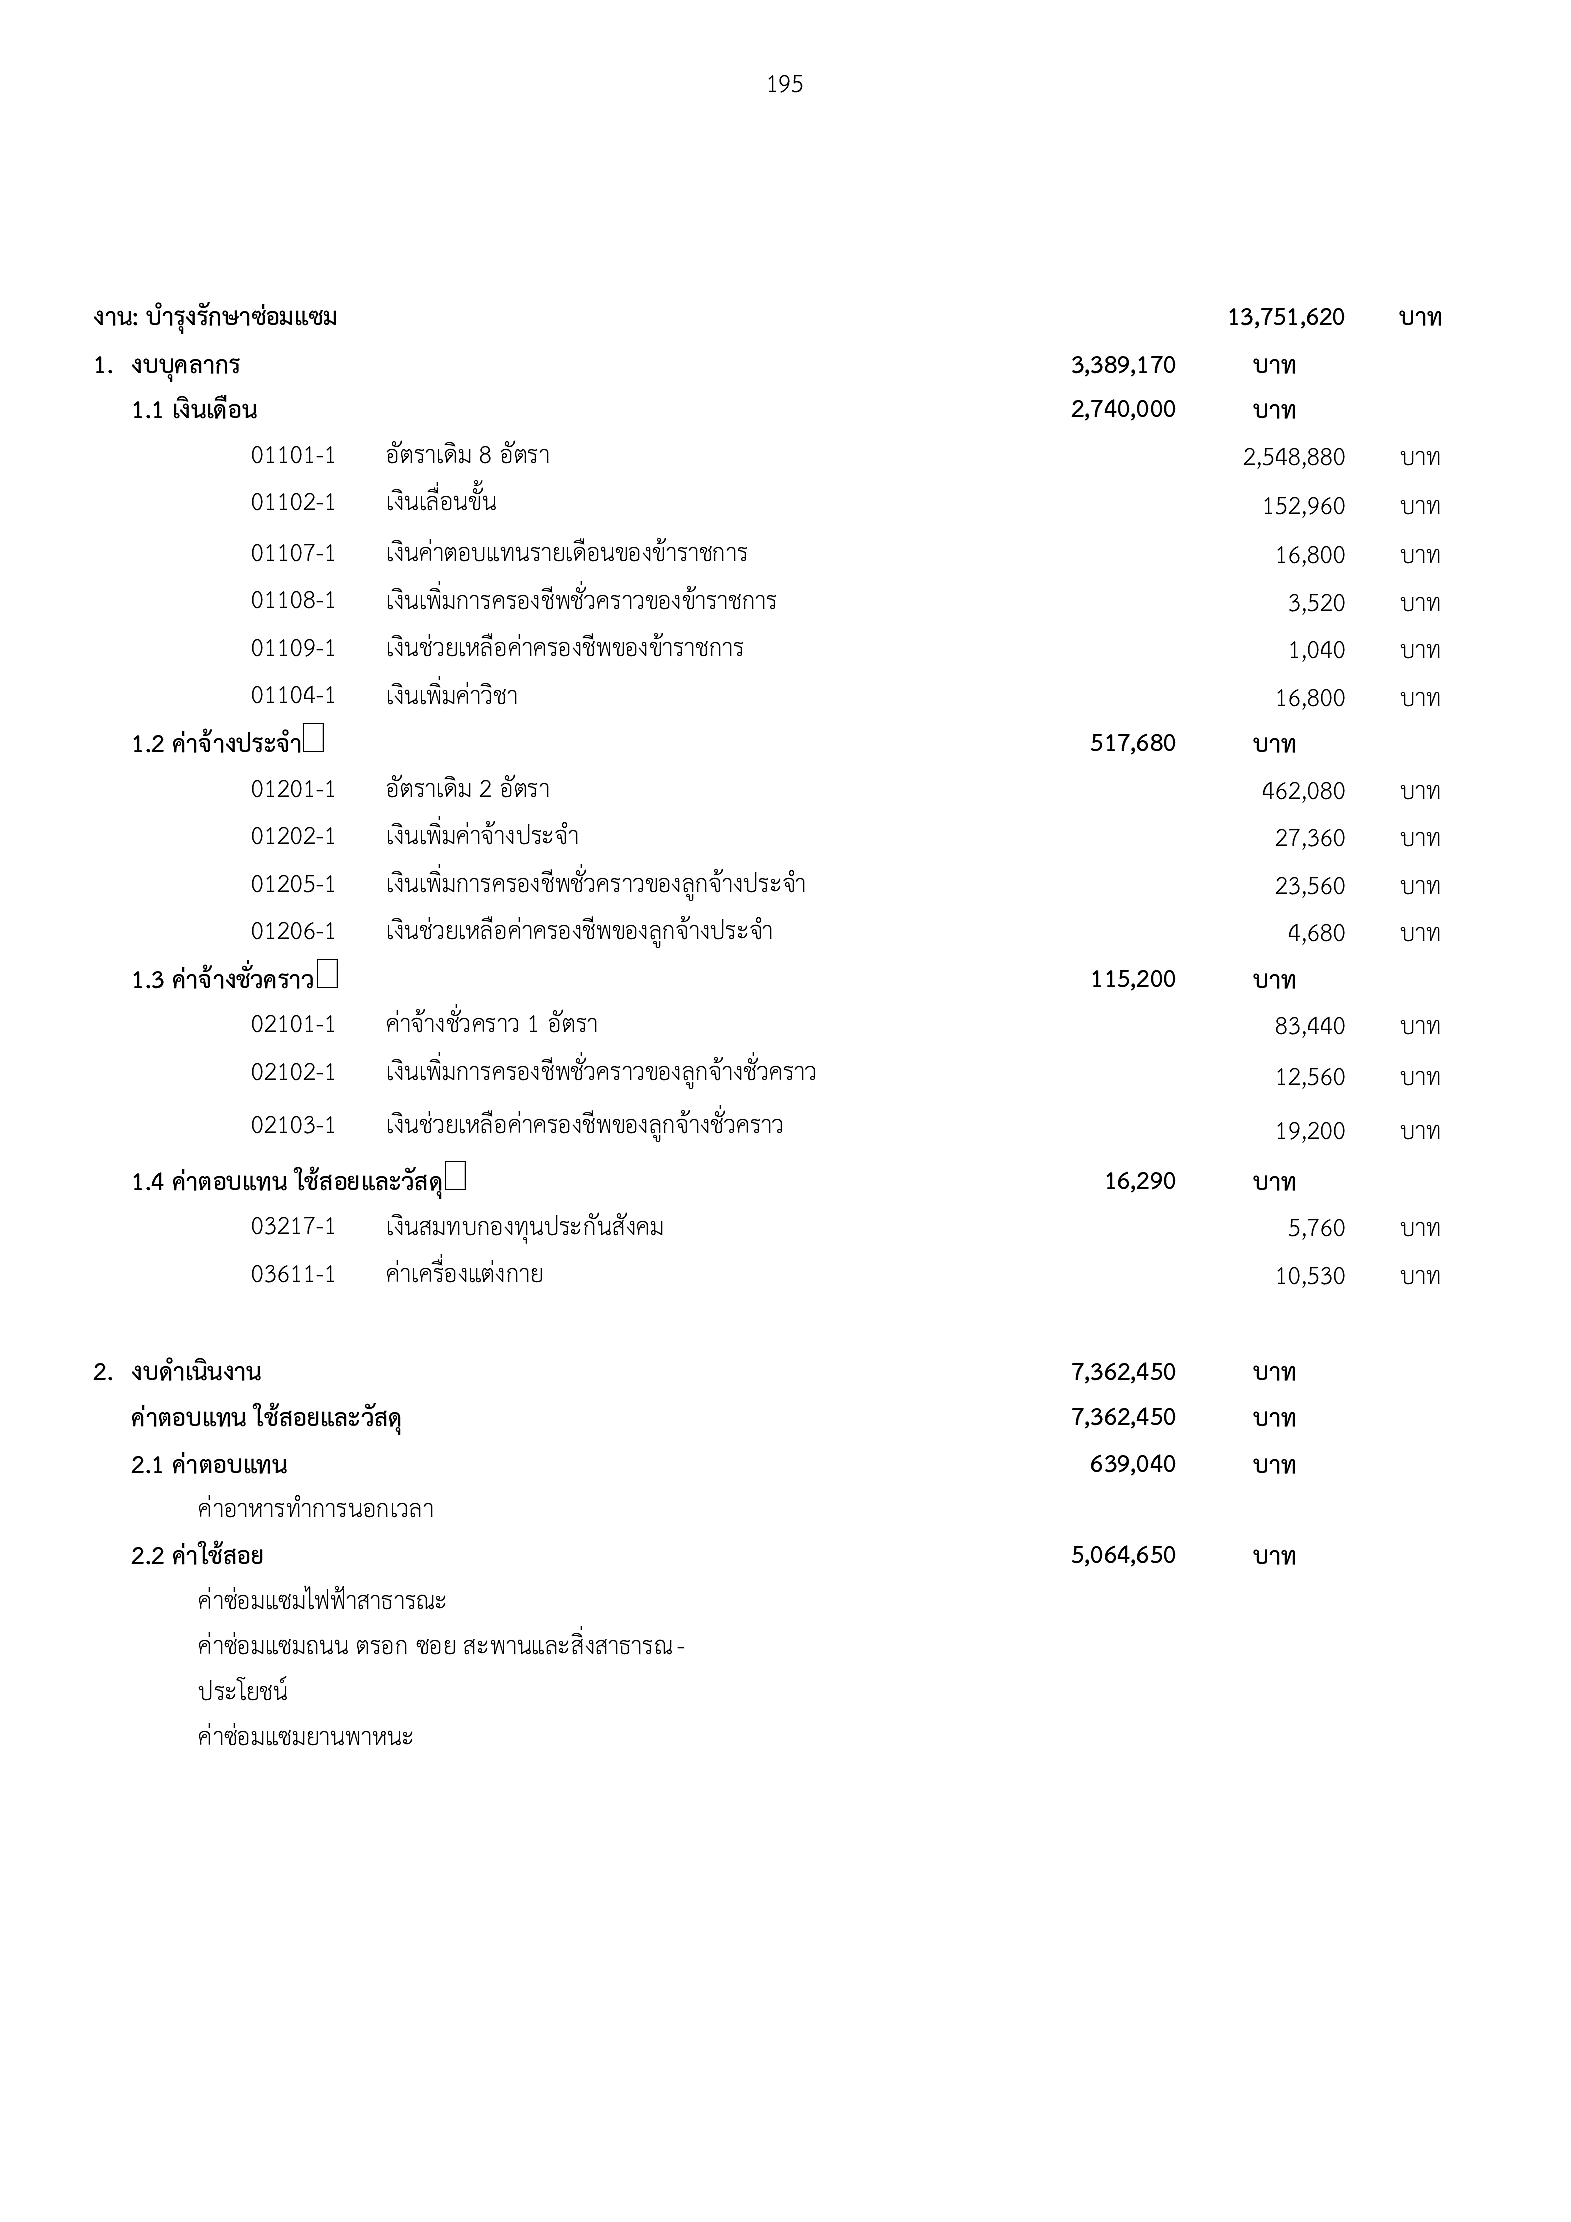 195
งาน: บำรุงรักษาซ่อมแซม 13,751,620 บาท
1. งบบุคลากร 3,389,170 บาท
1.1 เงินเดือน 2,740,000 บาท
01101-1 อัตราเดิม 8 อัตรา 2,548,880 บาท
01102-1 เงินเลื่อนขั้น 152,960 บาท
01107-1 เงินค่าตอบแทนรายเดือนของข้าราชการ 16,800 บาท
01108-1 เงินเพิ่มการครองชีพชั่วคราวของข้าราชการ 3,520 บาท
01109-1 เงินช่วยเหลือค่าครองชีพของข้าราชการ 1,040 บาท
01104-1 เงินเพิ่มค่าวิชา 16,800 บาท
1.2 ค่าจ้างประจำ 517,680 บาท
01201-1 อัตราเดิม 2 อัตรา 462,080 บาท
01202-1 เงินเพิ่มค่าจ้างประจำ 27,360 บาท
01205-1 เงินเพิ่มการครองชีพชั่วคราวของลูกจ้างประจำ 23,560 บาท
01206-1 เงินช่วยเหลือค่าครองชีพของลูกจ้างประจำ 4,680 บาท
1.3 ค่าจ้างชั่วคราว 115,200 บาท
02101-1 ค่าจ้างชั่วคราว 1 อัตรา 83,440 บาท
02102-1 เงินเพิ่มการครองชีพชั่วคราวของลูกจ้างชั่วคราว 12,560 บาท
02103-1 เงินช่วยเหลือค่าครองชีพของลูกจ้างชั่วคราว 19,200 บาท
1.4 ค่าตอบแทน ใช้สอยและวัสดุ 16,290 บาท
03217-1 เงินสมทบกองทุนประกันสังคม 5,760 บาท
03611-1 ค่าเครื่องแต่งกาย 10,530 บาท
2. งบดำเนินงาน 7,362,450 บาท
ค่าตอบแทน ใช้สอยและวัสดุ 7,362,450 บาท
2.1 ค่าตอบแทน 639,040 บาท
ค่าอาหารทำการนอกเวลา
2.2 ค่าใช้สอย 5,064,650 บาท
ค่าซ่อมแซมไฟฟ้าสาธารณะ
ค่าซ่อมแซมถนน ตรอก ซอย สะพานและสิ่งสาธารณ-
ประโยชน์
ค่าซ่อมแซมยานพาหนะ